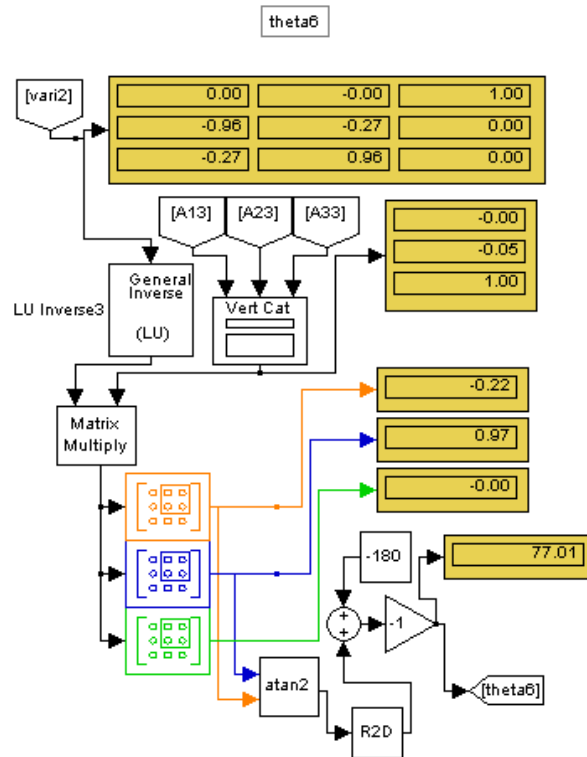 theta6
[vari2]
0.00 -0.00 1.00
-0.96 -0.27 0.00
-0.27 0.96 0.00
[A13] [A23] [A33]
-0.00
-0.05
1.00
LU Inverse3
General
Inverse
(LU)
Vert Cat
Matrix
Multiply
-0.22
0.97
-0.00
-180
77.01
+
+
-1
atan2
R2D
[theta6]